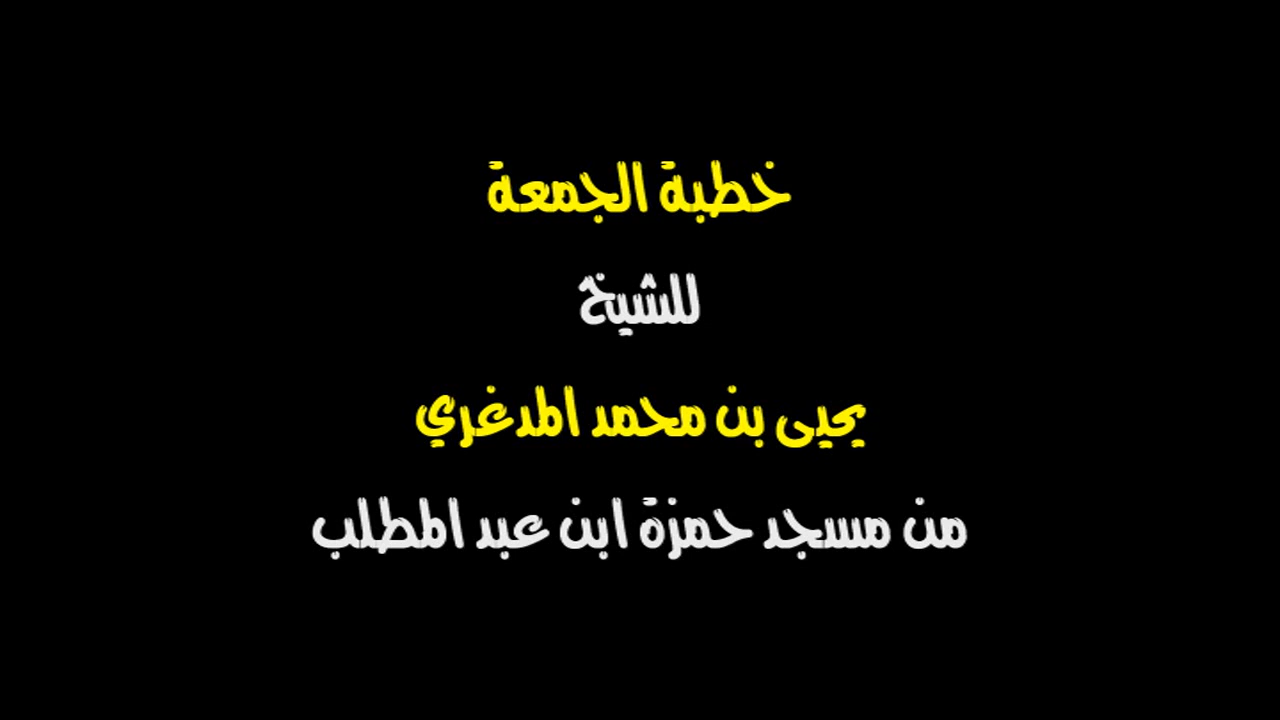 خطبة الجمعة
للشيخ
يحيى بن محمد المدغري
من مسجد حمزة ابن عبد المطلب